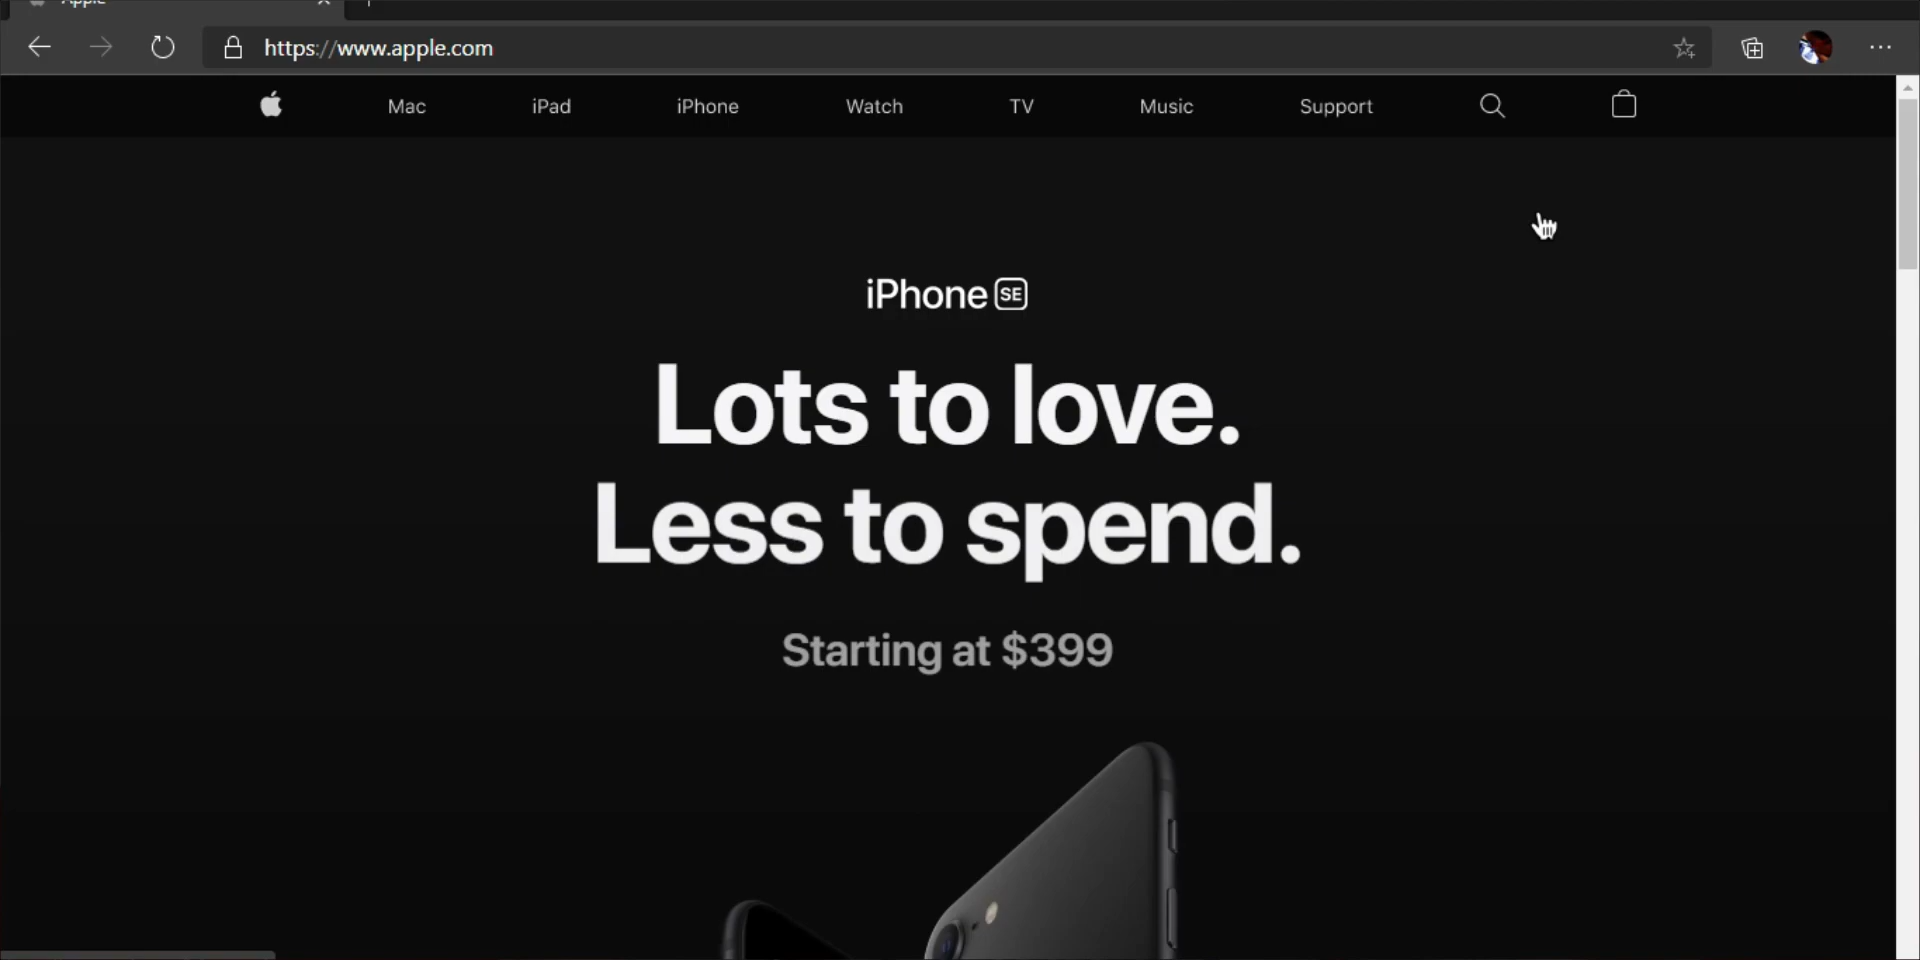 Apple
https://www.apple.com
Mac iPad iPhone Watch TV Music Support
iPhone SE
Lots to love.
Less to spend.
Starting at $399